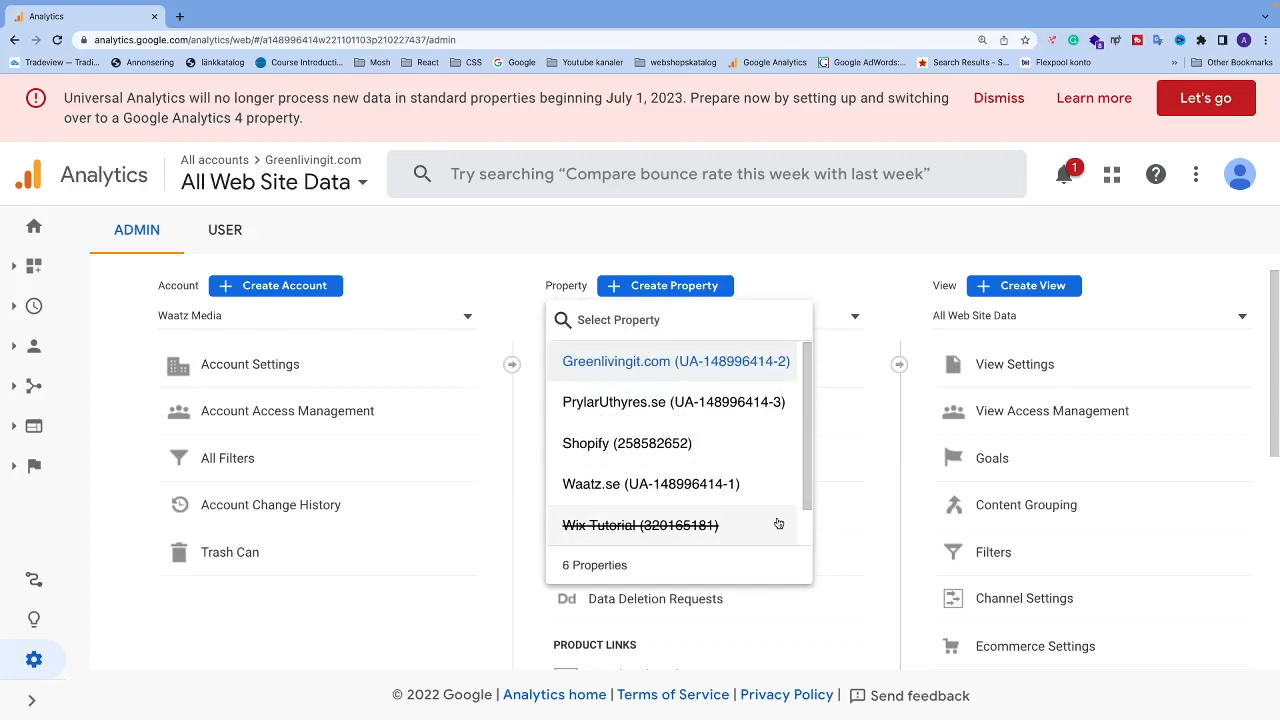 Analytics
analytics.google.com/analytics/web/#/a148996414w221101103p210227437/admin
8
A
Tradeview – Tradi...
Annonsering
länkkatalog
Course Introducti...
Mosh
React
CSS
Google
Youtube kanaler
webshopskatalog
Google Analytics
Google AdWords:...
Search Results - S...
Flexpool konto
»
Other Bookmarks
Universal Analytics will no longer process new data in standard properties beginning July 1, 2023. Prepare now by setting up and switching
over to a Google Analytics 4 property.
Dismiss
Learn more
Let's go
Analytics
All accounts > Greenlivingit.com
All Web Site Data
Try searching “Compare bounce rate this week with last week”
1
ADMIN
USER
Account
Create Account
Waatz Media
Account Settings
Account Access Management
All Filters
Account Change History
Trash Can
Property
Create Property
Select Property
Greenlivingit.com (UA-148996414-2)
PrylarUthyres.se (UA-148996414-3)
Shopify (258582652)
Waatz.se (UA-148996414-1)
Wix Tutorial (320165181)
6 Properties
Dd Data Deletion Requests
PRODUCT LINKS
View
Create View
All Web Site Data
View Settings
View Access Management
Goals
Content Grouping
Filters
Channel Settings
Ecommerce Settings
© 2022 Google | Analytics home | Terms of Service | Privacy Policy | Send feedback